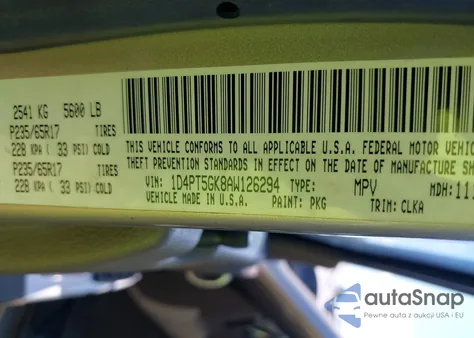 2541 KG 5600 LB
P235/65R17 TIRES
228 KPA ( 33 PSI) COLD
P235/65R17 TIRES
228 KPA ( 33 PSI) COLD
THIS VEHICLE CONFORMS TO ALL APPLICABLE U.S.A. FEDERAL MOTOR VEHIC
THEFT PREVENTION STANDARDS IN EFFECT ON THE DATE OF MANUFACTURE SH
VIN: 1D4PT5GK8AW126294 TYPE: MPV MDH: 11
VEHICLE MADE IN U.S.A. PAINT: PKG TRIM: CLKA
autoSnap
Pewne auta z aukcji USA i EU